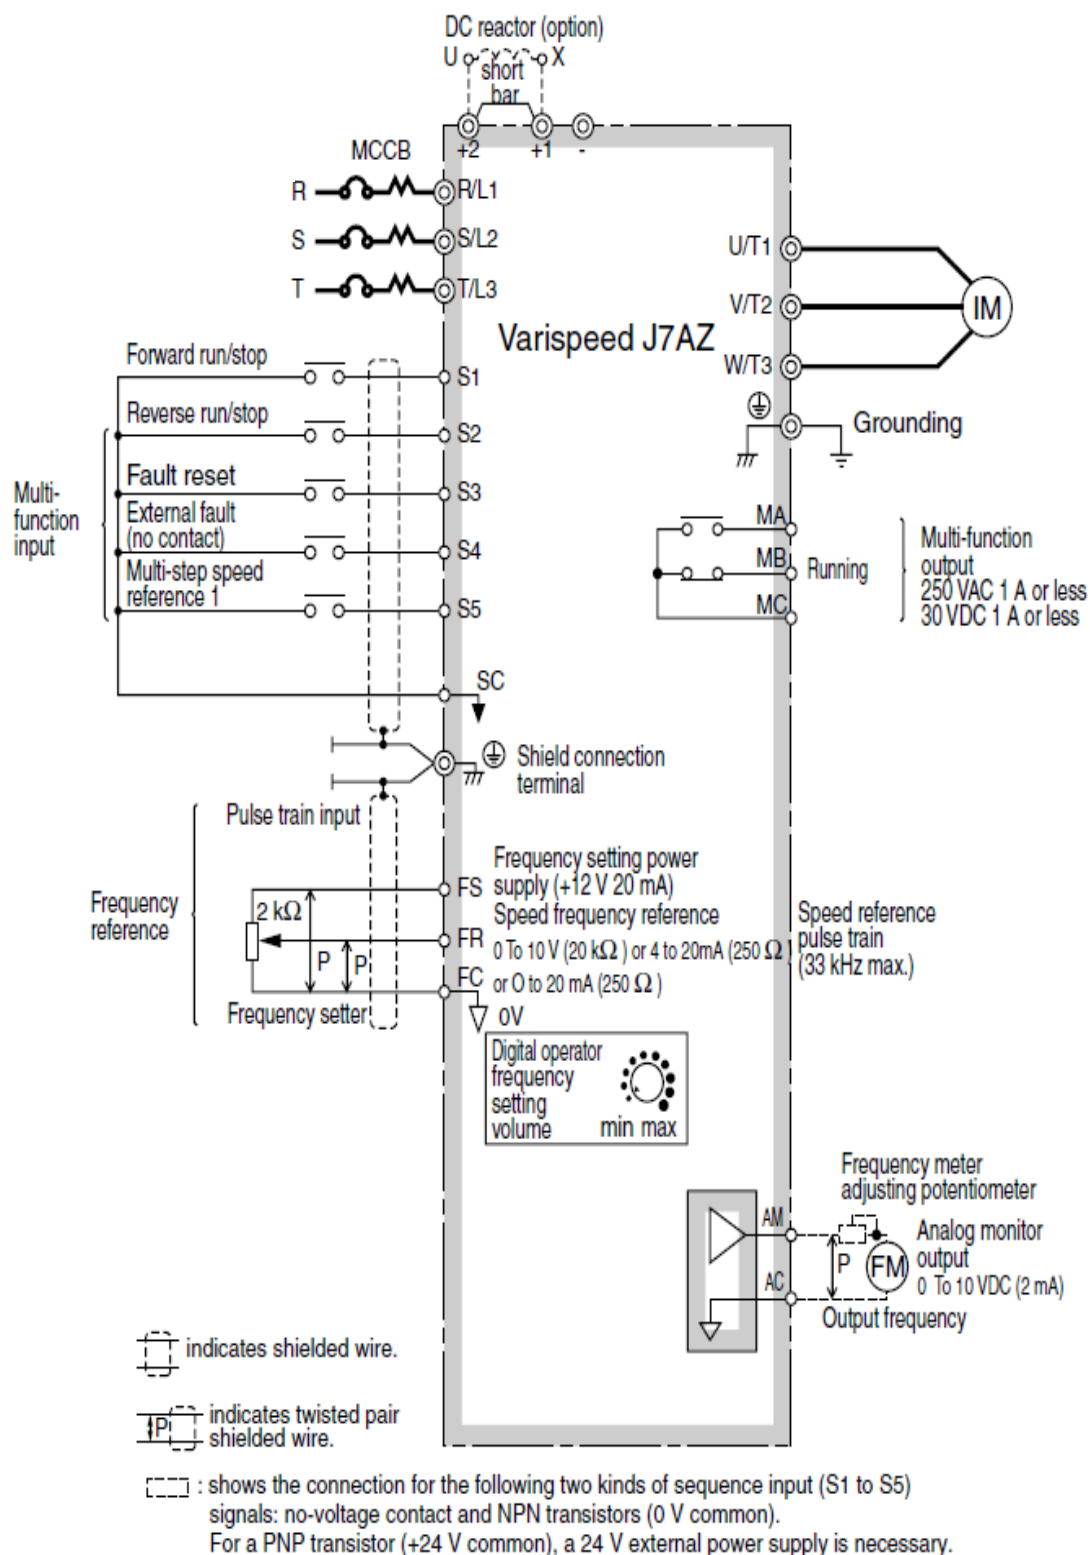 DC reactor (option)
U X
short
bar
+2 +1 -
MCCB
R R/L1
S S/L2
T T/L3
U/T1
V/T2
W/T3
IM
Varispeed J7AZ
Grounding
Forward run/stop
S1
Reverse run/stop
S2
Fault reset
S3
External fault
(no contact)
S4
Multi-step speed
reference 1
S5
Multi-
function
input
SC
MA
MB
MC
Running
Multi-function
output
250 VAC 1 A or less
30 VDC 1 A or less
Shield connection
terminal
Pulse train input
Frequency
reference
2 kΩ
P P
Frequency setter
FS
FR
FC
Frequency setting power
supply (+12 V 20 mA)
Speed frequency reference
0 To 10 V (20 kΩ ) or 4 to 20mA (250 Ω )
or O to 20 mA (250 Ω )
0V
Speed reference
pulse train
(33 kHz max.)
Digital operator
frequency
setting
volume
min max
Frequency meter
adjusting potentiometer
AM
AC
P
FM
Analog monitor
output
0 To 10 VDC (2 mA)
Output frequency
indicates shielded wire.
P indicates twisted pair
shielded wire.
: shows the connection for the following two kinds of sequence input (S1 to S5)
signals: no-voltage contact and NPN transistors (0 V common).
For a PNP transistor (+24 V common), a 24 V external power supply is necessary.